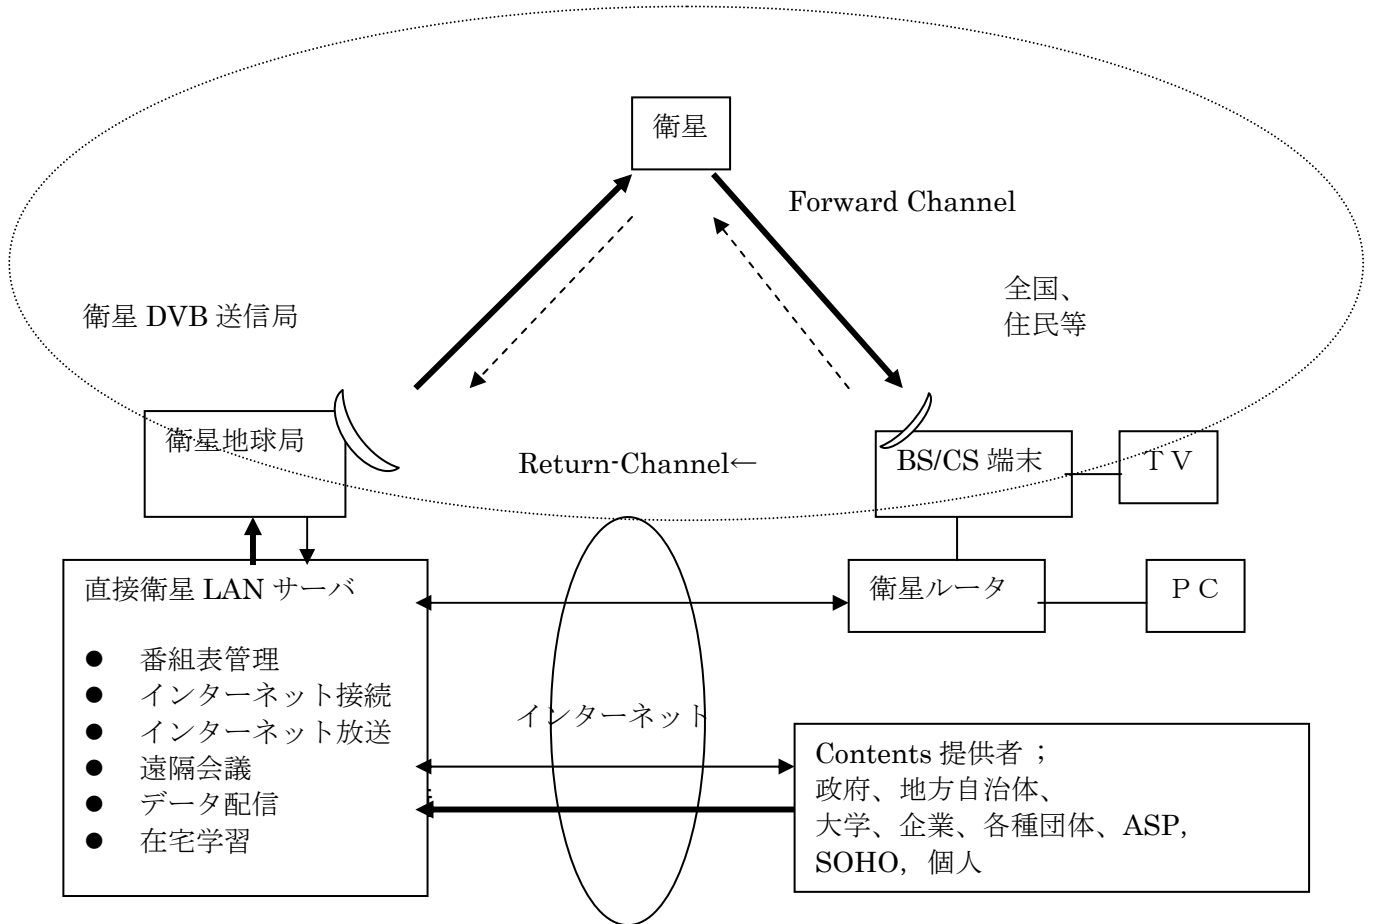 衛星
Forward Channel
衛星 DVB 送信局
全国、
住民等
衛星地球局
Return-Channel←
BS/CS 端末
ＴＶ
直接衛星 LAN サーバ
衛星ルータ
ＰＣ
● 番組表管理
● インターネット接続
● インターネット放送
● 遠隔会議
● データ配信
● 在宅学習
インターネット
Contents 提供者；
政府、地方自治体、
大学、企業、各種団体、ASP，
SOHO，個人